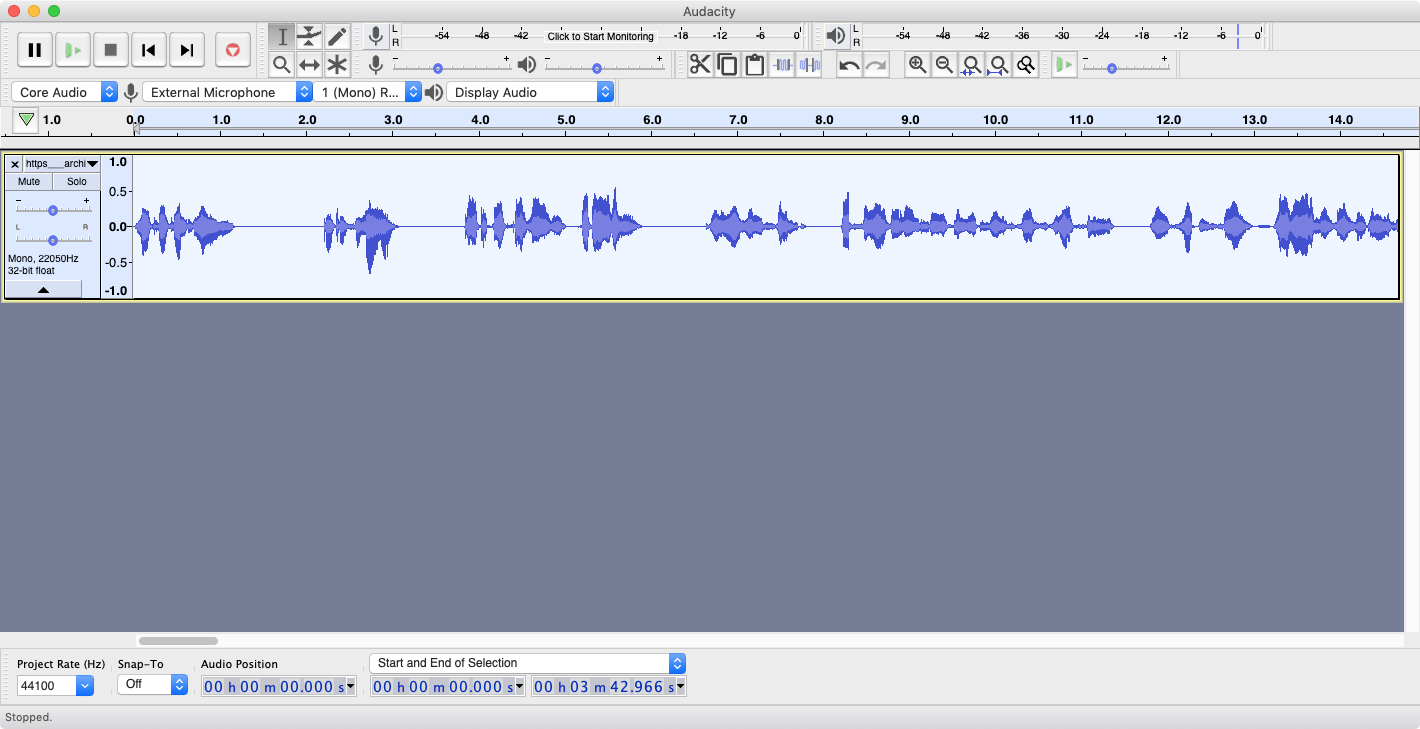 Audacity
L
R
-54 -48 -42 Click to Start Monitoring -18 -12 -6 0
L
R
-54 -48 -42 -36 -30 -24 -18 -12 -6 0
- +
- +
- +
Core Audio
External Microphone
1 (Mono) R...
Display Audio
1.0 0.0 1.0 2.0 3.0 4.0 5.0 6.0 7.0 8.0 9.0 10.0 11.0 12.0 13.0 14.0
https___archi
Mute Solo
- +
L R
Mono, 22050Hz
32-bit float
1.0
0.5-
0.0-
-0.5-
-1.0
Project Rate (Hz) Snap-To Audio Position Start and End of Selection
44100 Off 00 h 00 m 00.000 s 00 h 00 m 00.000 s 00 h 03 m 42.966 s
Stopped.